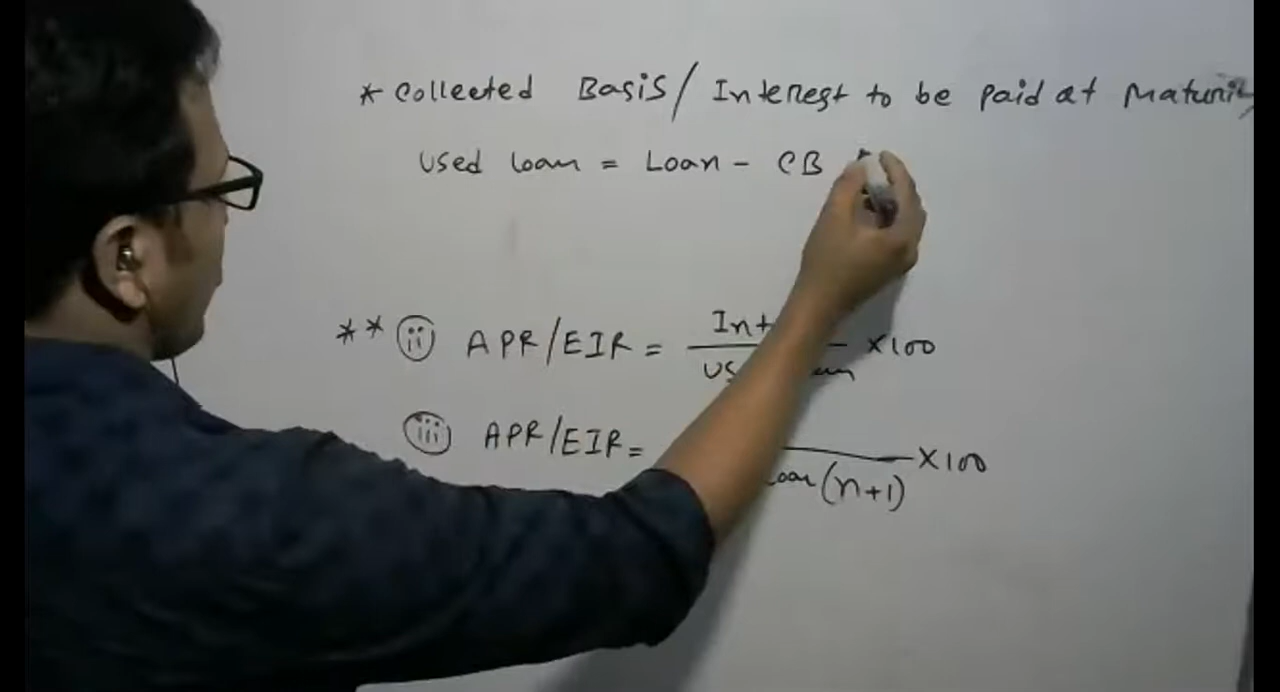 * Collected Basis / Interest to be paid at Maturity
Used loan = Loan - CB
** (ii) APR/EIR = Int / Us × 100
(iii) APR/EIR = (n+1) × 100